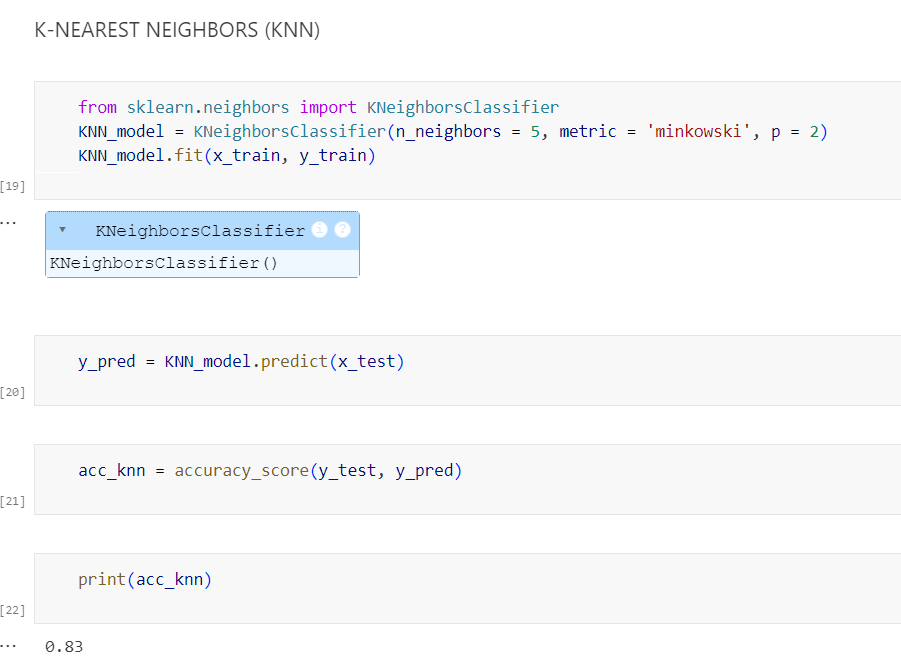 K-NEAREST NEIGHBORS (KNN)
from sklearn.neighbors import KNeighborsClassifier
KNN_model = KNeighborsClassifier(n_neighbors = 5, metric = 'minkowski', p = 2)
KNN_model.fit(x_train, y_train)
[19]
...
▾ KNeighborsClassifier i ?
KNeighborsClassifier()
y_pred = KNN_model.predict(x_test)
[20]
acc_knn = accuracy_score(y_test, y_pred)
[21]
print(acc_knn)
[22]
... 0.83